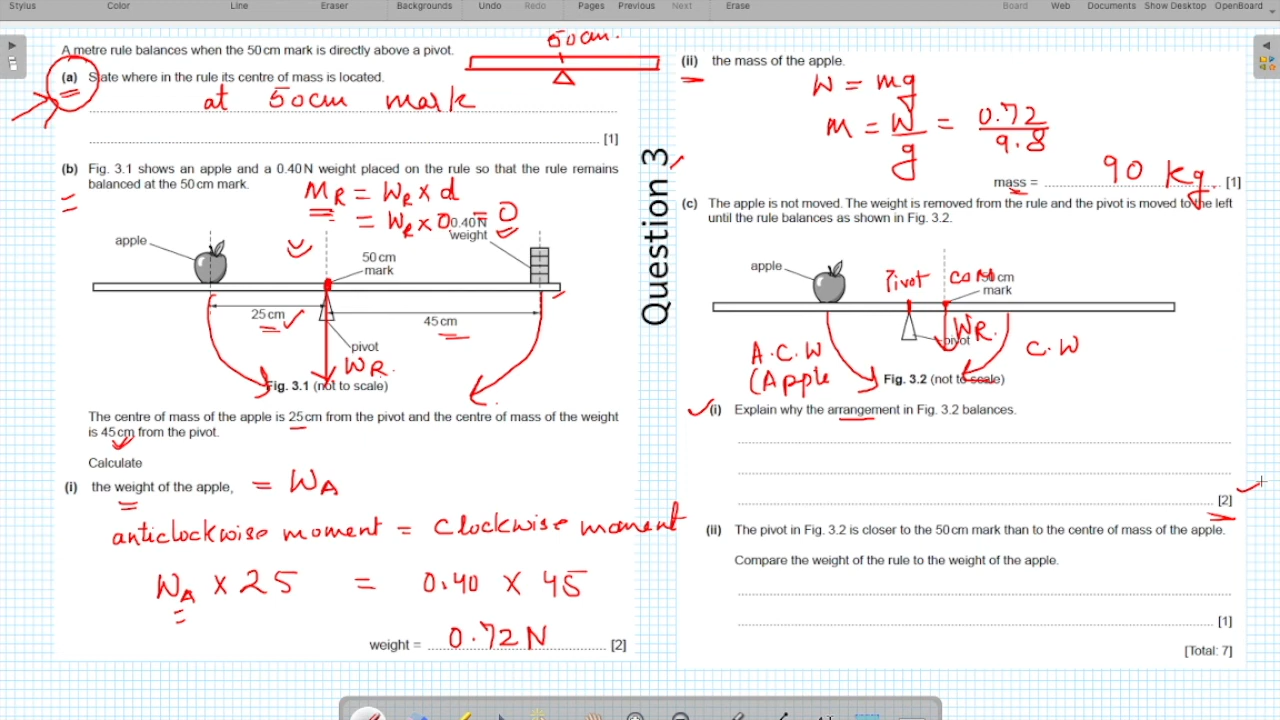 Stylus Color Line Eraser Backgrounds Undo Redo Pages Previous Next Erase Board Web Documents Show Desktop OpenBoard
A metre rule balances when the 50 cm mark is directly above a pivot.
50 cm.
(a) State where in the rule its centre of mass is located.
at 50 cm mark
[1]
(b) Fig. 3.1 shows an apple and a 0.40 N weight placed on the rule so that the rule remains
balanced at the 50 cm mark.
MR = WR × d
= WR × 0 = 0
0.40 N
weight
apple
50 cm
mark
25 cm
45 cm
pivot
WR.
Fig. 3.1 (not to scale)
The centre of mass of the apple is 25 cm from the pivot and the centre of mass of the weight
is 45 cm from the pivot.
Calculate
(i) the weight of the apple, = WA
anticlockwise moment = clockwise moment
WA × 25 = 0.40 × 45
weight = 0.72 N [2]
Question 3
(ii) the mass of the apple.
W = mg
m = W/g = 0.72/9.8
mass = 90 kg. [1]
(c) The apple is not moved. The weight is removed from the rule and the pivot is moved to the left
until the rule balances as shown in Fig. 3.2.
apple
Pivot COM
50 cm
mark
WR.
pivot
A.C.W
(Apple
C.W
Fig. 3.2 (not to scale)
(i) Explain why the arrangement in Fig. 3.2 balances.
[2]
(ii) The pivot in Fig. 3.2 is closer to the 50 cm mark than to the centre of mass of the apple.
Compare the weight of the rule to the weight of the apple.
[1]
[Total: 7]